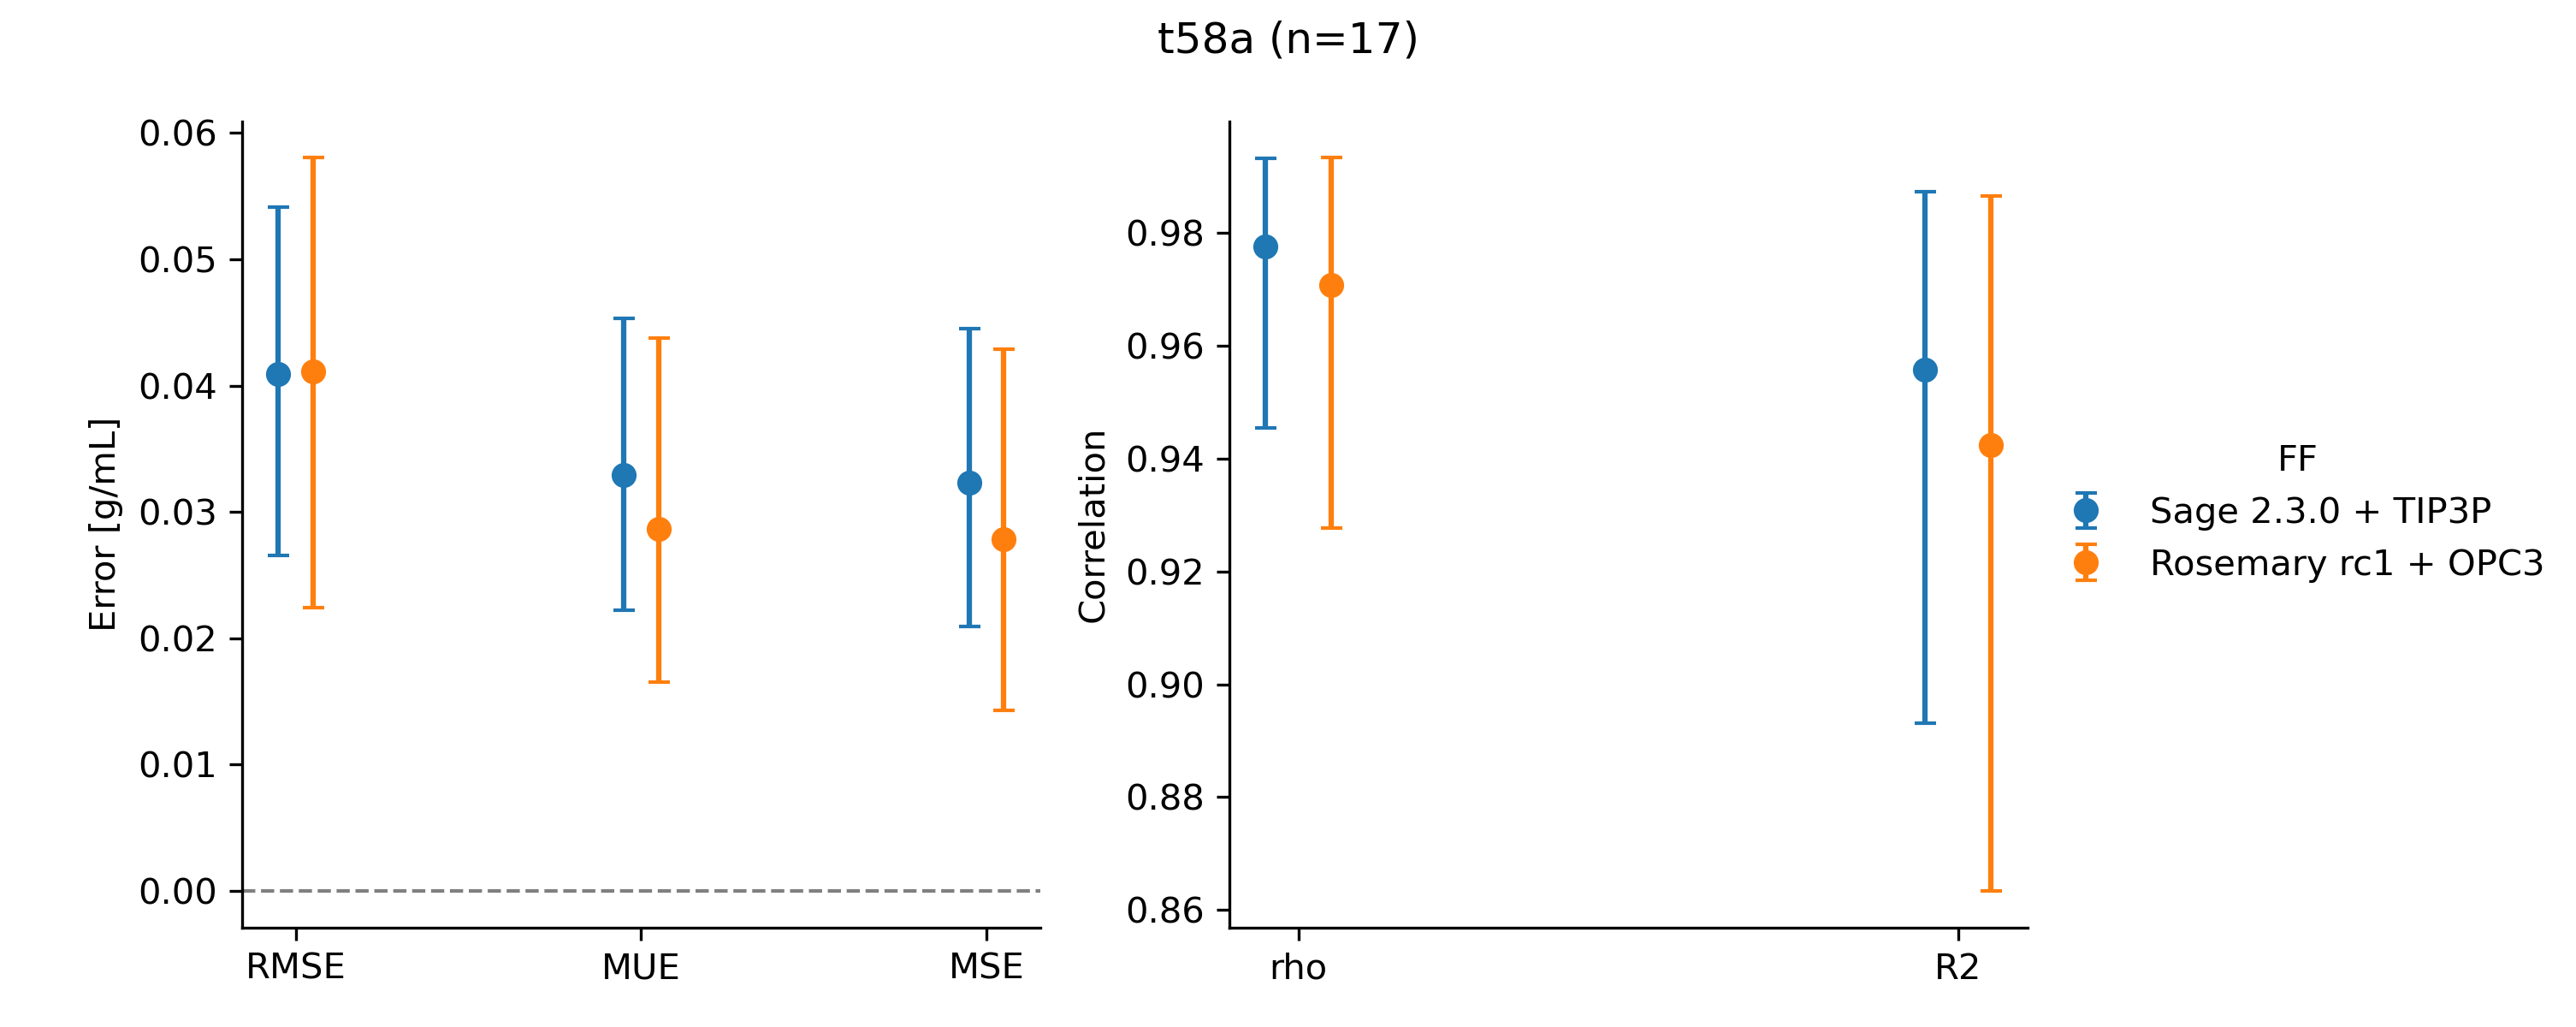 t58a (n=17)
0.06
0.05
0.04
0.03
0.02
0.01
0.00
Error [g/mL]
RMSE
MUE
MSE
0.98
0.96
0.94
0.92
0.90
0.88
0.86
Correlation
rho
R2
FF
Sage 2.3.0 + TIP3P
Rosemary rc1 + OPC3